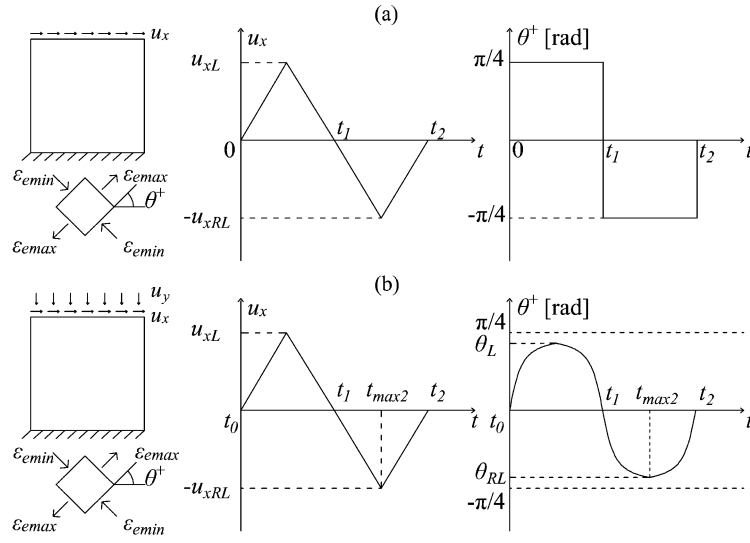 (a)
u_x
u_x
θ⁺ [rad]
u_xL
π/4
t_1
t_2
0
t
0
t_1
t_2
t
ε_emin
ε_emax
θ⁺
-u_xRL
-π/4
ε_emax
ε_emin
(b)
u_y
u_x
u_x
θ⁺ [rad]
π/4
u_xL
θ_L
t_1
t_max2
t_2
t_1
t_max2
t_2
t_0
t
t_0
t
ε_emin
ε_emax
θ⁺
θ_RL
-u_xRL
-π/4
ε_emax
ε_emin